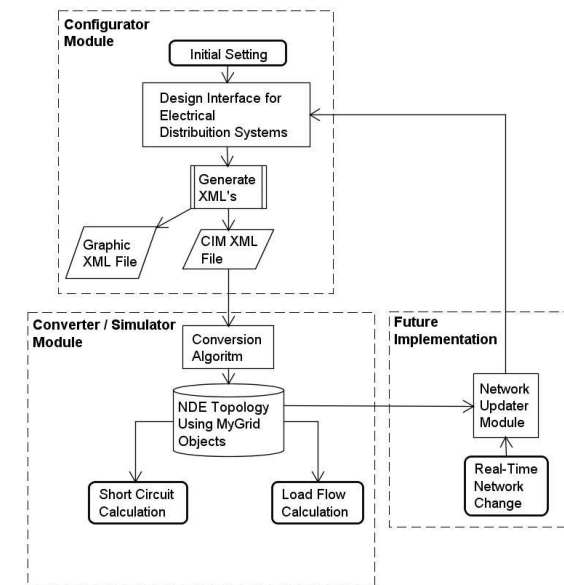 Configurator
Module
Initial Setting
Design Interface for
Electrical
Distribuition Systems
Generate
XML's
Graphic
XML File
CIM XML
File
Converter / Simulator
Module
Conversion
Algoritm
NDE Topology
Using MyGrid
Objects
Short Circuit
Calculation
Load Flow
Calculation
Future
Implementation
Network
Updater
Module
Real-Time
Network
Change